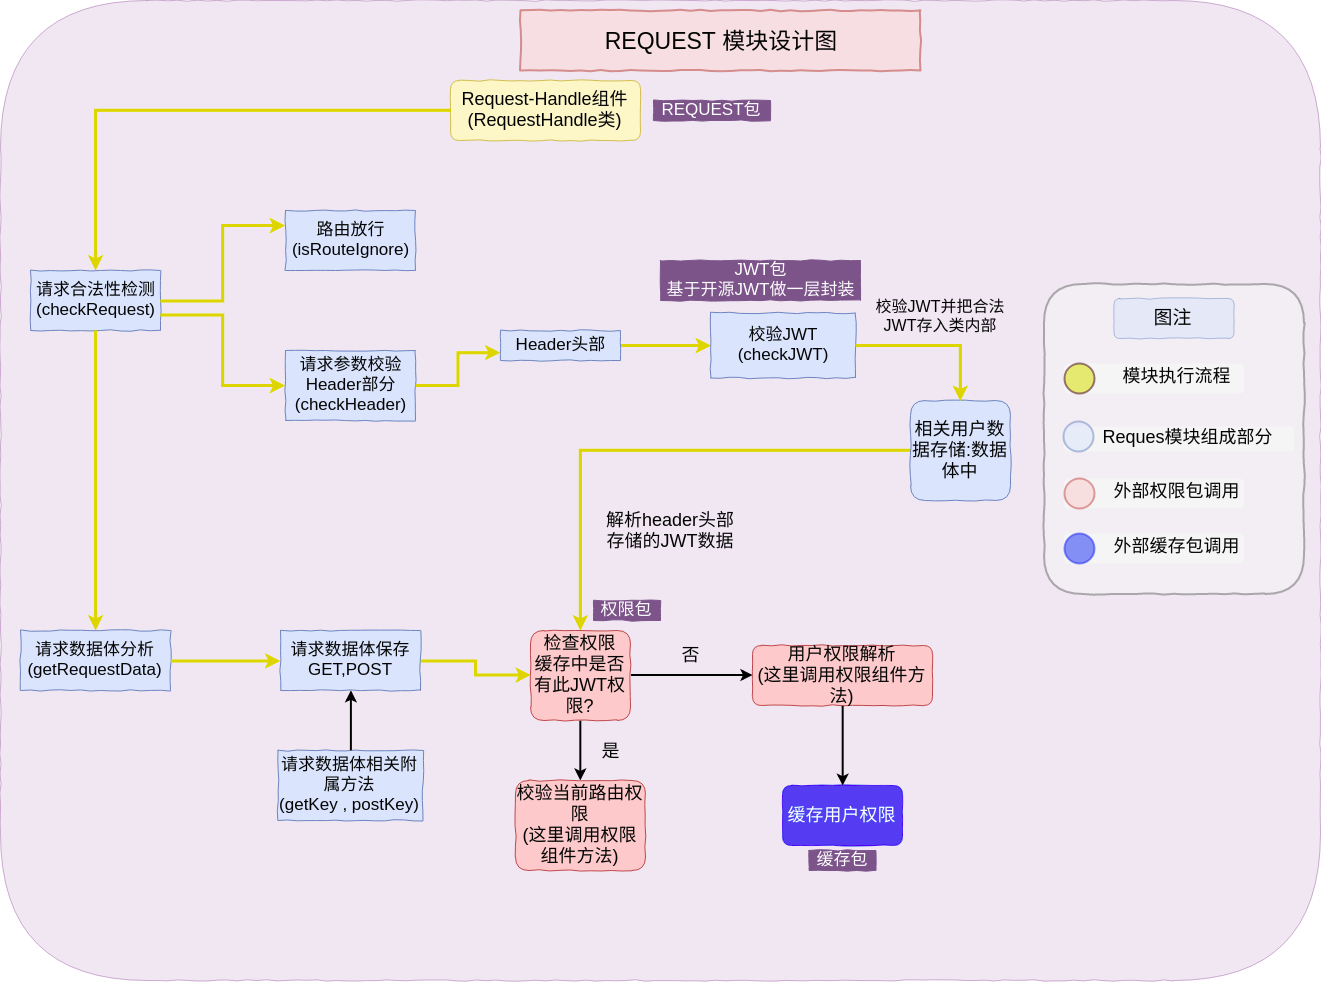 REQUEST 模块设计图
Request-Handle组件
(RequestHandle类)
REQUEST包
路由放行
(isRouteIgnore)
请求合法性检测
(checkRequest)
请求参数校验
Header部分
(checkHeader)
Header头部
JWT包
基于开源JWT做一层封装
校验JWT
(checkJWT)
校验JWT并把合法
JWT存入类内部
相关用户数
据存储:数据
体中
解析header头部
存储的JWT数据
图注
模块执行流程
Reques模块组成部分
外部权限包调用
外部缓存包调用
请求数据体分析
(getRequestData)
请求数据体保存
GET,POST
请求数据体相关附
属方法
(getKey , postKey)
权限包
检查权限
缓存中是否
有此JWT权
限?
否
用户权限解析
(这里调用权限组件方
法)
是
校验当前路由权
限
(这里调用权限
组件方法)
缓存用户权限
缓存包